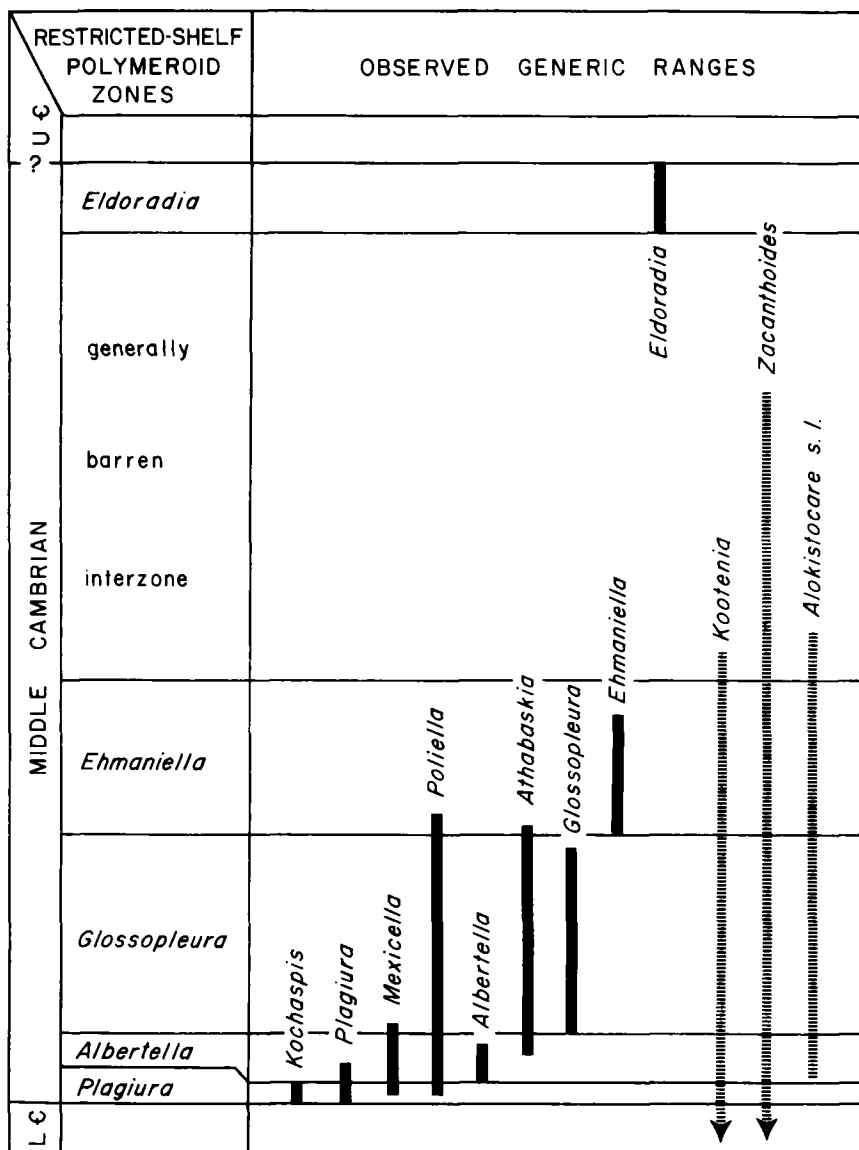 RESTRICTED-SHELF
POLYMEROID
ZONES
OBSERVED GENERIC RANGES
U Є
?
Eldoradia
generally
barren
interzone
MIDDLE CAMBRIAN
Ehmaniella
Glossopleura
Albertella
Plagiura
L Є
Kochaspis
Plagiura
Mexicella
Poliella
Albertella
Athabaskia
Glossopleura
Ehmaniella
Eldoradia
Kootenia
Zacanthoides
Alokistocare s. l.